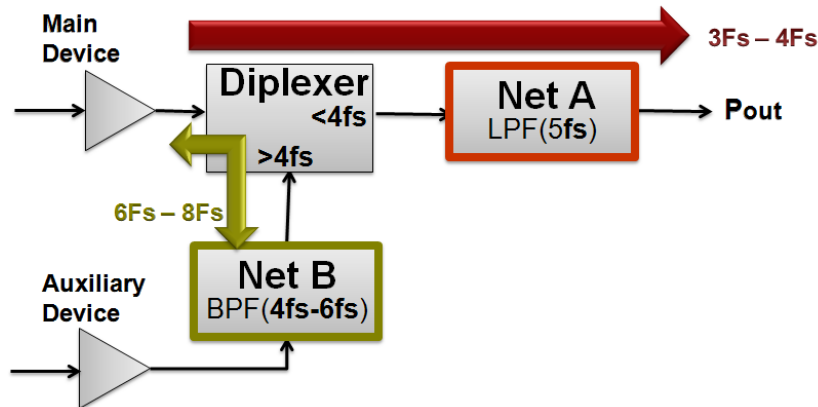 Main
Device
3Fs – 4Fs
Diplexer
<4fs
>4fs
Net A
LPF(5fs)
Pout
6Fs – 8Fs
Net B
BPF(4fs-6fs)
Auxiliary
Device